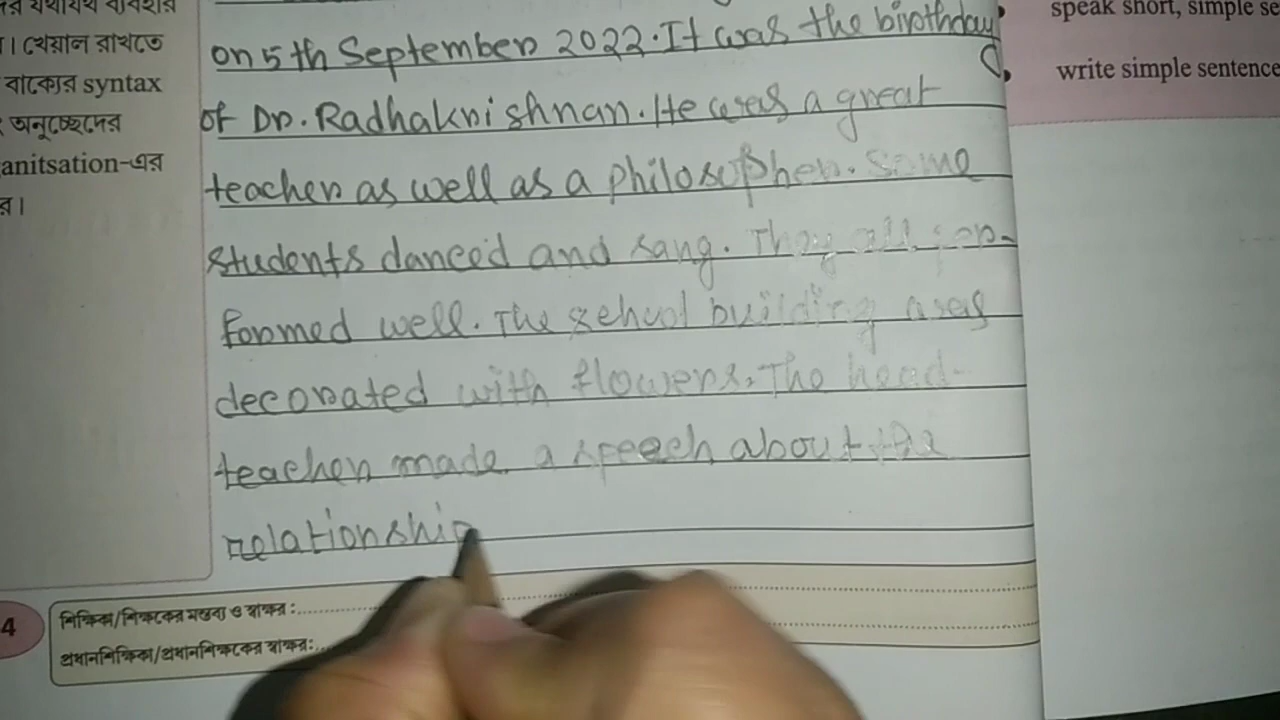 র যথাযথ ব্যবহার
। খেয়াল রাখতে
বাক্যের syntax
অনুচ্ছেদের
anitsation-এর
র।
on 5th September 2022. It was the birthday
of Dr. Radhakrishnan. He was a great
teacher as well as a philosopher. Some
students danced and sang. They all per-
formed well. The school building was
decorated with flowers. The head-
teacher made a speech about the
relationship
speak short, simple se
write simple sentence
4
শিক্ষিকা/শিক্ষকের মন্তব্য ও স্বাক্ষর :
প্রধানশিক্ষিকা/প্রধানশিক্ষকের স্বাক্ষর: